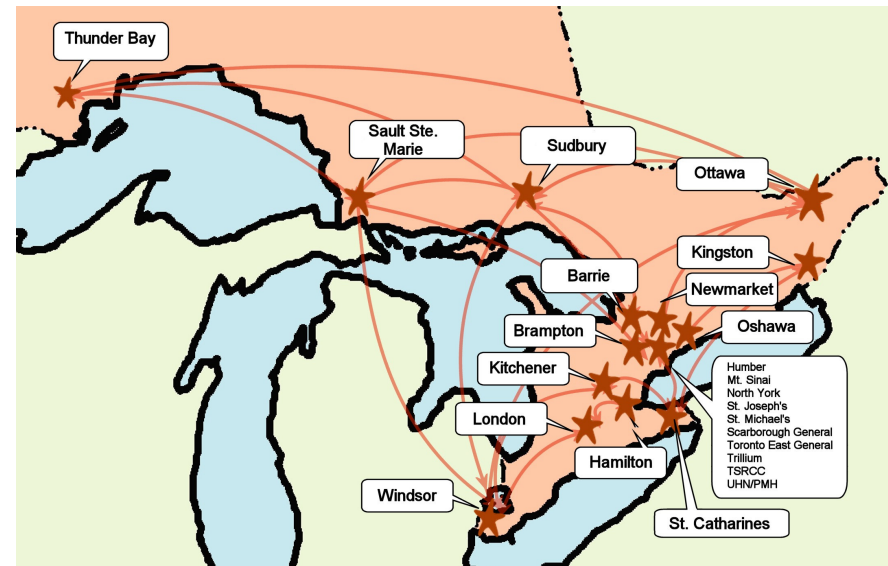 Thunder Bay
Sault Ste.
Marie
Sudbury
Ottawa
Kingston
Barrie
Newmarket
Brampton
Oshawa
Kitchener
Humber
Mt. Sinai
North York
St. Joseph's
St. Michael's
Scarborough General
Toronto East General
Trillium
TSRCC
UHN/PMH
London
Hamilton
Windsor
St. Catharines